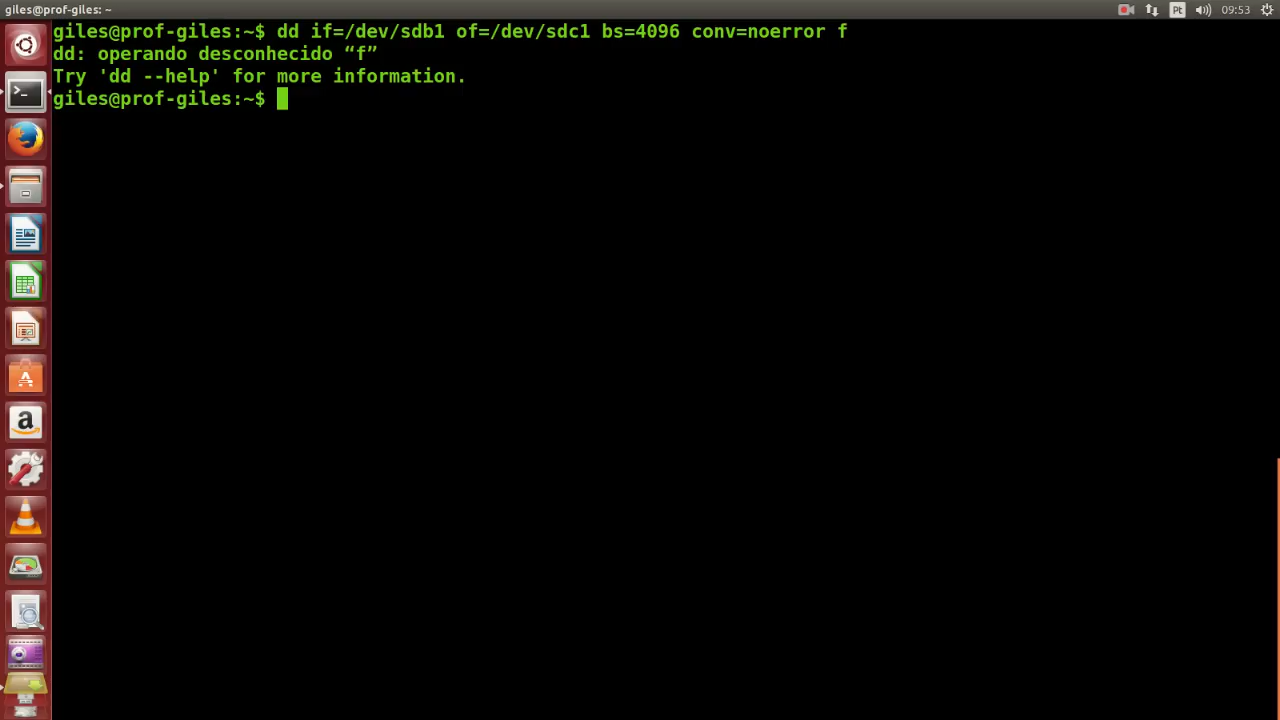 giles@prof-giles: ~
Pt
09:53
giles@prof-giles:~$ dd if=/dev/sdb1 of=/dev/sdc1 bs=4096 conv=noerror f
dd: operando desconhecido “f”
Try 'dd --help' for more information.
giles@prof-giles:~$